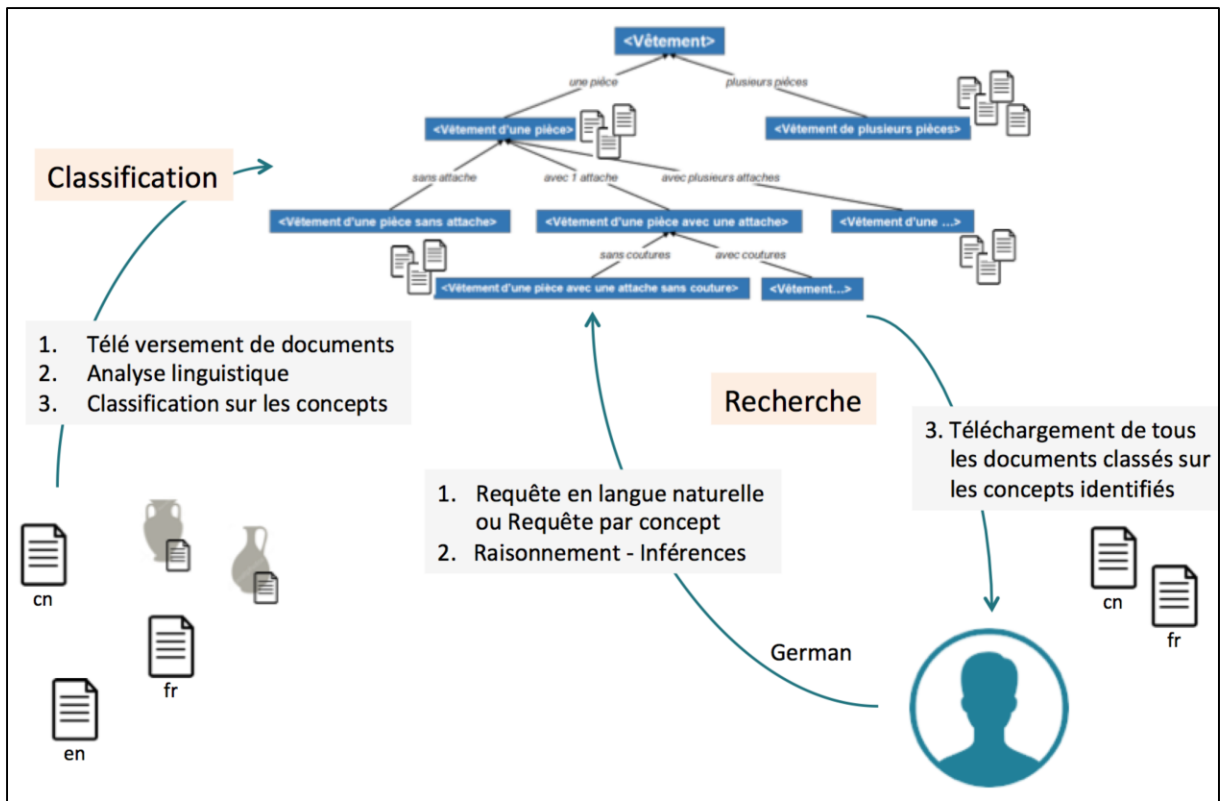 <Vêtement>
une pièce
plusieurs pièces
<Vêtement d'une pièce>
<Vêtement de plusieurs pièces>
Classification
sans attache
avec 1 attache
avec plusieurs attaches
<Vêtement d'une pièce sans attache>
<Vêtement d'une pièce avec une attache>
<Vêtement d'une ...>
sans coutures
avec coutures
<Vêtement d'une pièce avec une attache sans couture>
<Vêtement...>
1. Télé versement de documents
2. Analyse linguistique
3. Classification sur les concepts
Recherche
3. Téléchargement de tous
les documents classés sur
les concepts identifiés
1. Requête en langue naturelle
ou Requête par concept
2. Raisonnement - Inférences
cn
fr
en
German
cn
fr